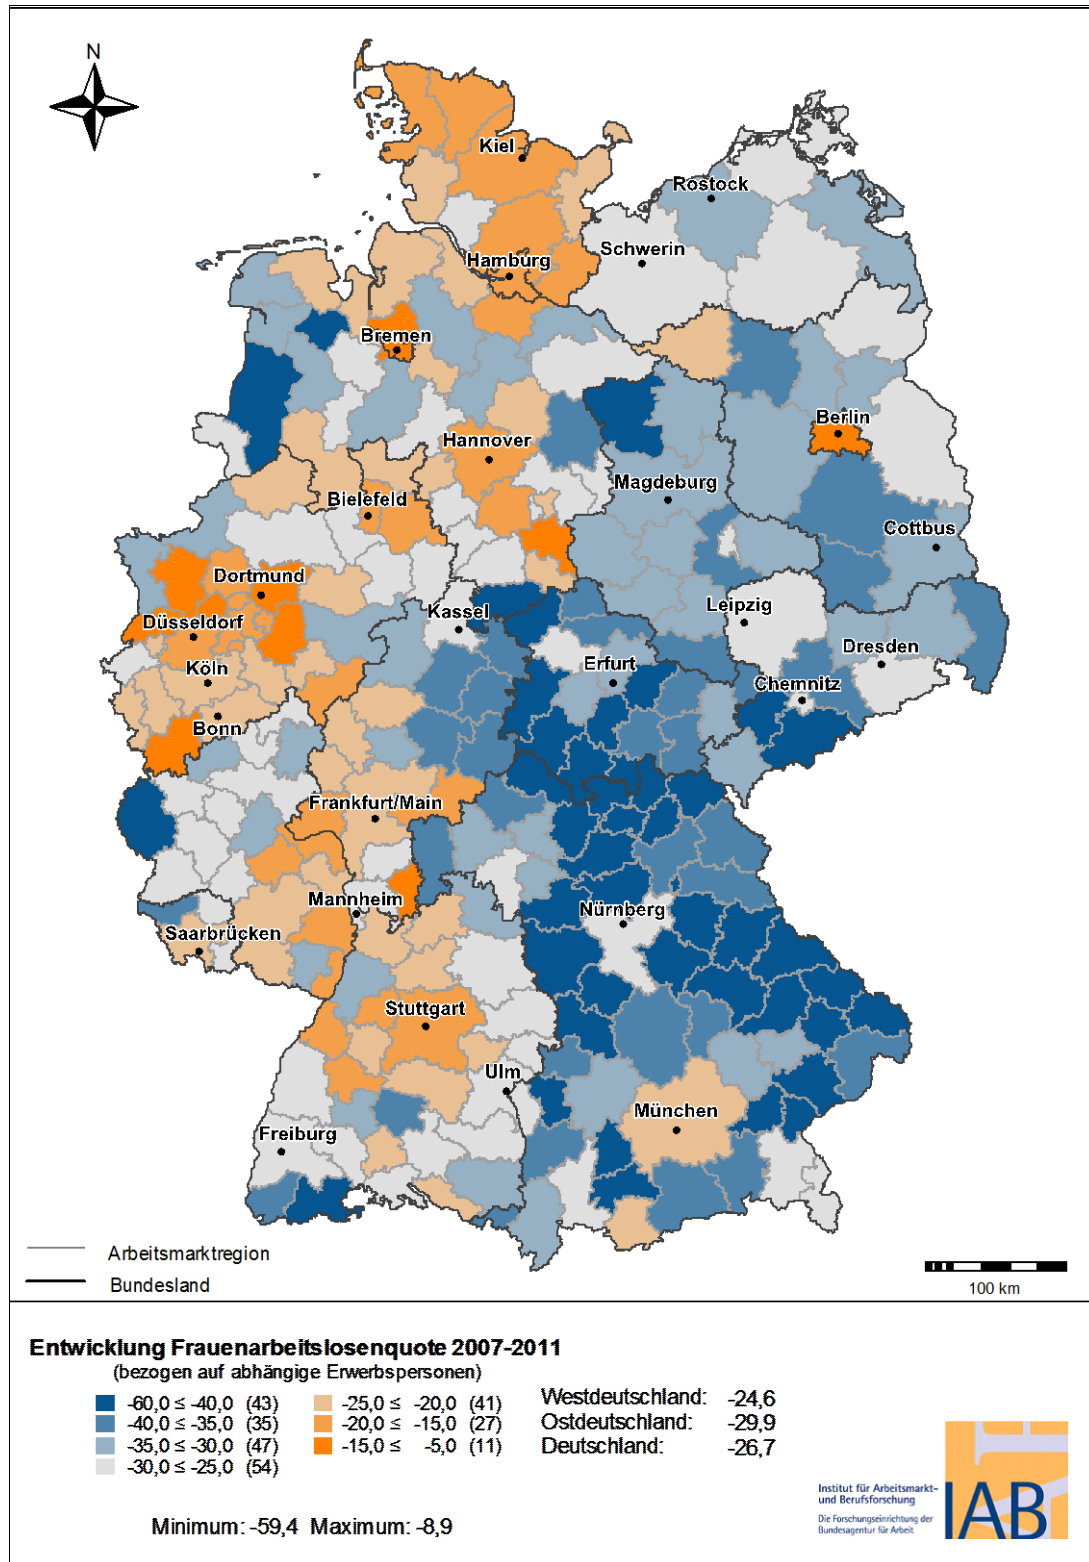 N
Kiel
Rostock
Schwerin
Hamburg
Bremen
Berlin
Hannover
Magdeburg
Bielefeld
Cottbus
Dortmund
Leipzig
Kassel
Düsseldorf
Dresden
Erfurt
Köln
Chemnitz
Bonn
Frankfurt/Main
Mannheim
Nürnberg
Saarbrücken
Stuttgart
Ulm
München
Freiburg
Arbeitsmarktregion
Bundesland
100 km
Entwicklung Frauenarbeitslosenquote 2007-2011
(bezogen auf abhängige Erwerbspersonen)
-60,0 ≤ -40,0 (43) -25,0 ≤ -20,0 (41) Westdeutschland: -24,6
-40,0 ≤ -35,0 (35) -20,0 ≤ -15,0 (27) Ostdeutschland: -29,9
-35,0 ≤ -30,0 (47) -15,0 ≤ -5,0 (11) Deutschland: -26,7
-30,0 ≤ -25,0 (54)
Minimum: -59,4 Maximum: -8,9
Institut für Arbeitsmarkt-
und Berufsforschung
Die Forschungseinrichtung der
Bundesagentur für Arbeit
IAB